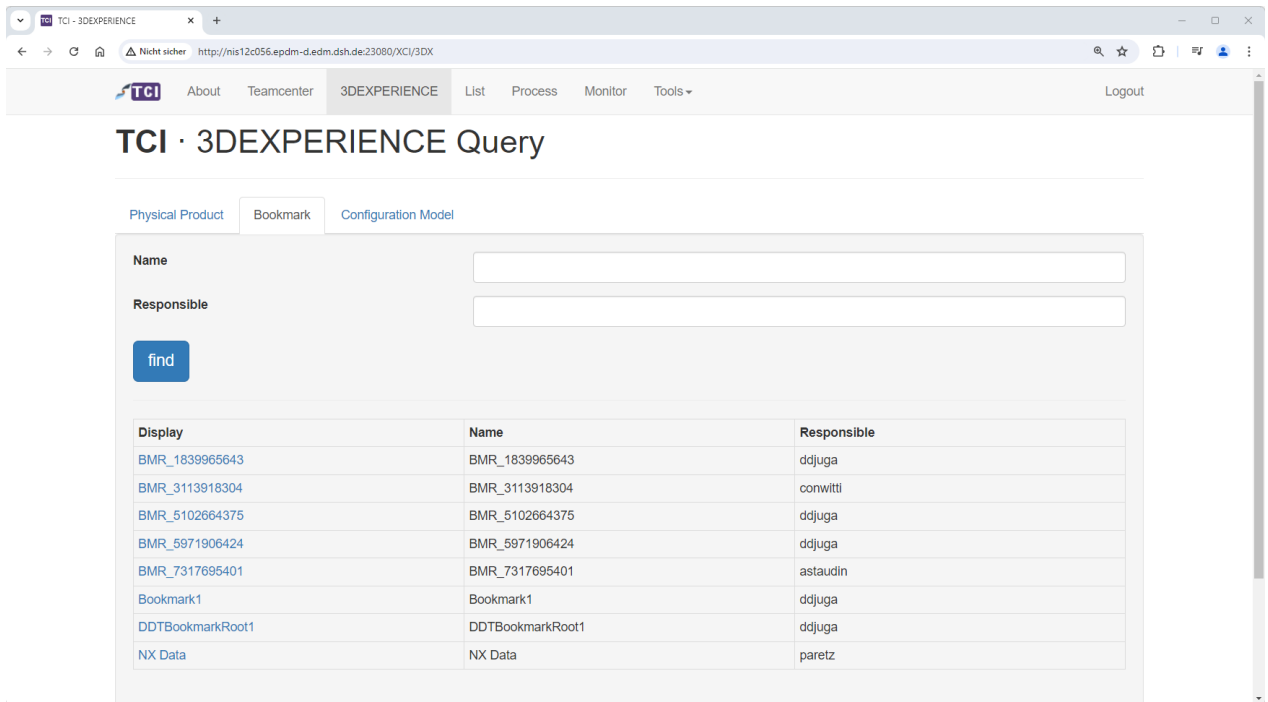 TCI TCI - 3DEXPERIENCE
Nicht sicher http://nis12c056.epdm-d.edm.dsh.de:23080/XCI/3DX
TCI About Teamcenter 3DEXPERIENCE List Process Monitor Tools Logout
TCI · 3DEXPERIENCE Query
Physical Product Bookmark Configuration Model
Name
Responsible
find
Display Name Responsible
BMR_1839965643 BMR_1839965643 ddjuga
BMR_3113918304 BMR_3113918304 conwitti
BMR_5102664375 BMR_5102664375 ddjuga
BMR_5971906424 BMR_5971906424 ddjuga
BMR_7317695401 BMR_7317695401 astaudin
Bookmark1 Bookmark1 ddjuga
DDTBookmarkRoot1 DDTBookmarkRoot1 ddjuga
NX Data NX Data paretz